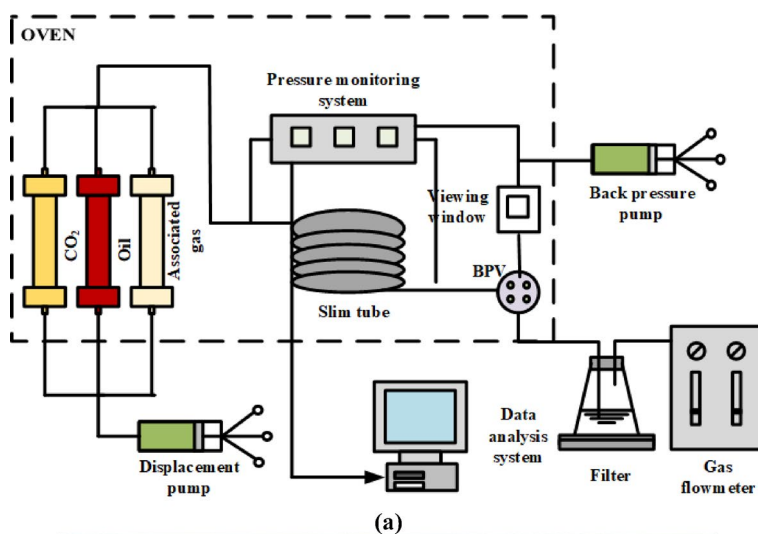 OVEN
Pressure monitoring
system
CO2
Oil
Associated
gas
Viewing
window
BPV
Slim tube
Back pressure
pump
Displacement
pump
Data
analysis
system
Filter
Gas
flowmeter
(a)